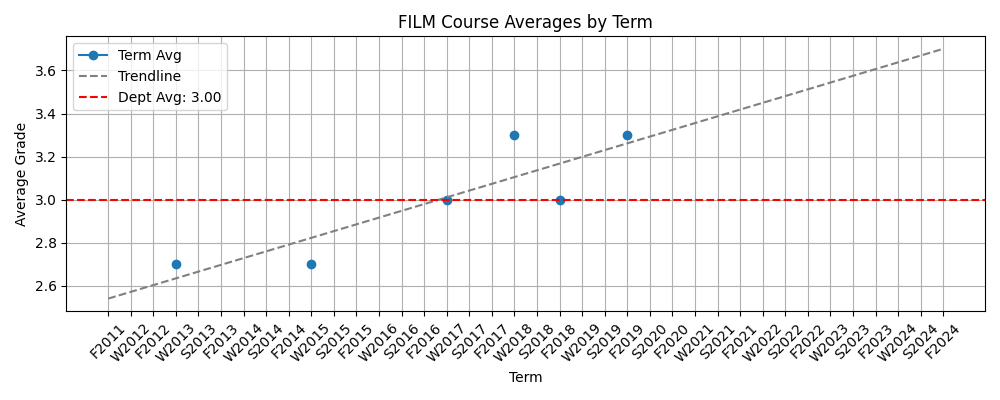 FILM Course Averages by Term
Term Avg
Trendline
Dept Avg: 3.00
Average Grade
3.6
3.4
3.2
3.0
2.8
2.6
F2011
W2012
F2012
W2013
S2013
F2013
W2014
S2014
F2014
W2015
S2015
F2015
W2016
S2016
F2016
W2017
S2017
F2017
W2018
S2018
F2018
W2019
S2019
F2019
S2020
F2020
W2021
S2021
F2021
W2022
S2022
F2022
W2023
S2023
F2023
W2024
S2024
F2024
Term